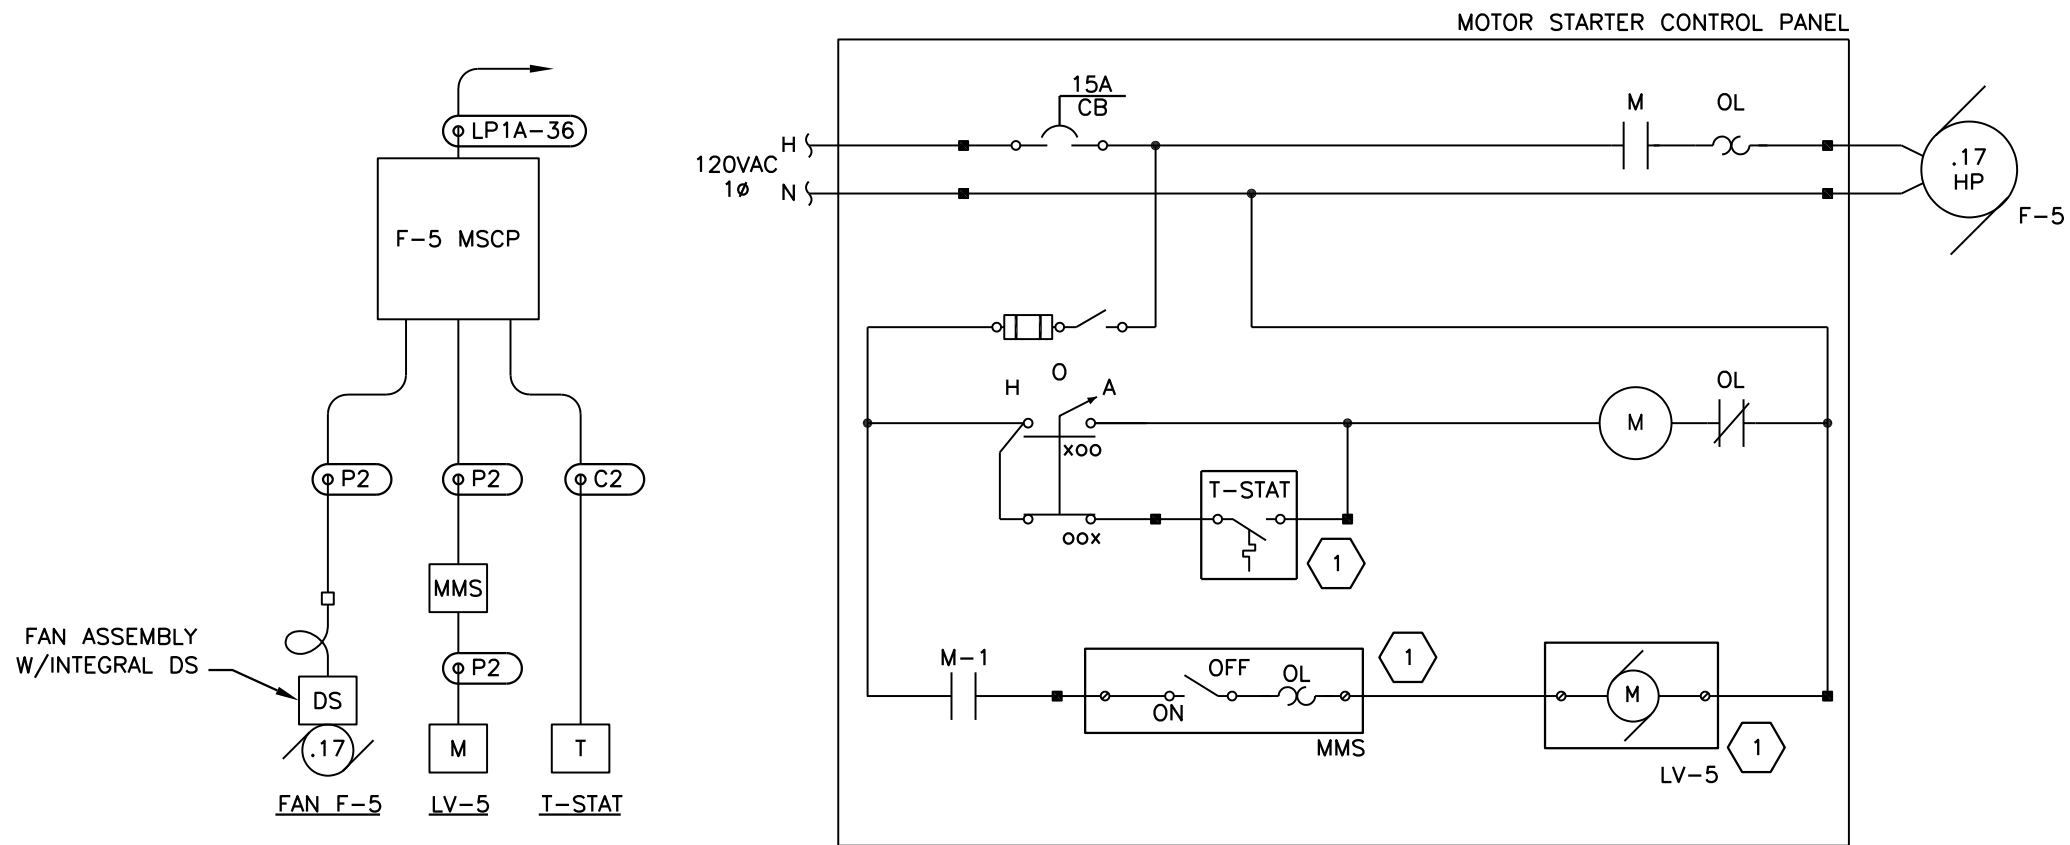 MOTOR STARTER CONTROL PANEL
LP1A-36
F-5 MSCP
P2
P2
C2
MMS
P2
FAN ASSEMBLY
W/INTEGRAL DS
DS
.17
M
T
FAN F-5
LV-5
T-STAT
15A
CB
M
OL
H
120VAC
1ø
N
.17
HP
F-5
H
O
A
xoo
oox
M
OL
T-STAT
1
M-1
OFF
ON
OL
MMS
1
M
LV-5
1